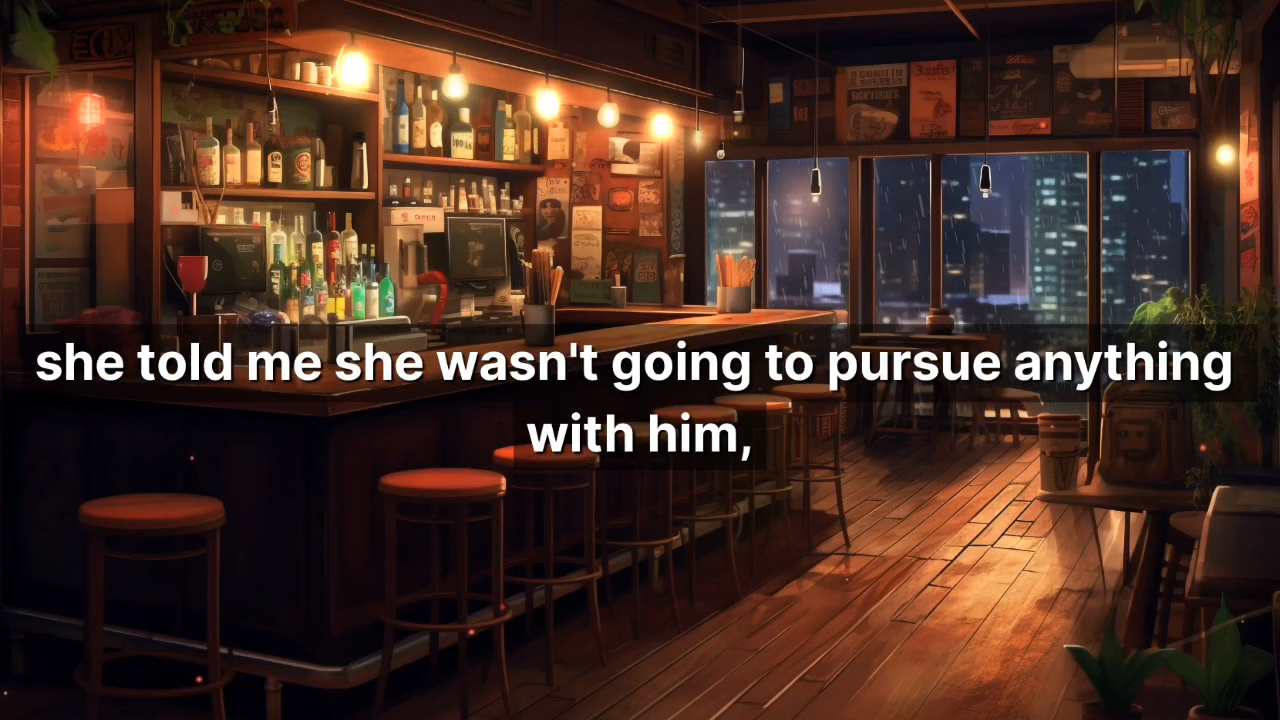 she told me she wasn't going to pursue anything
with him,